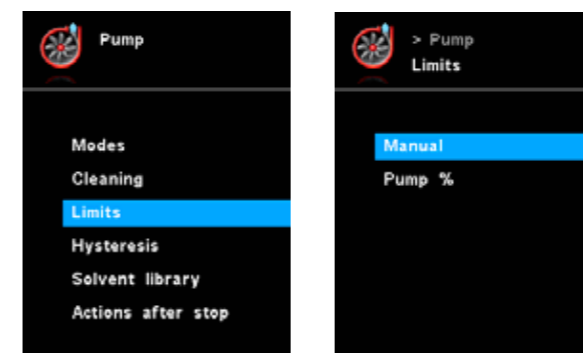 Pump
Modes
Cleaning
Limits
Hysteresis
Solvent library
Actions after stop
> Pump
Limits
Manual
Pump %